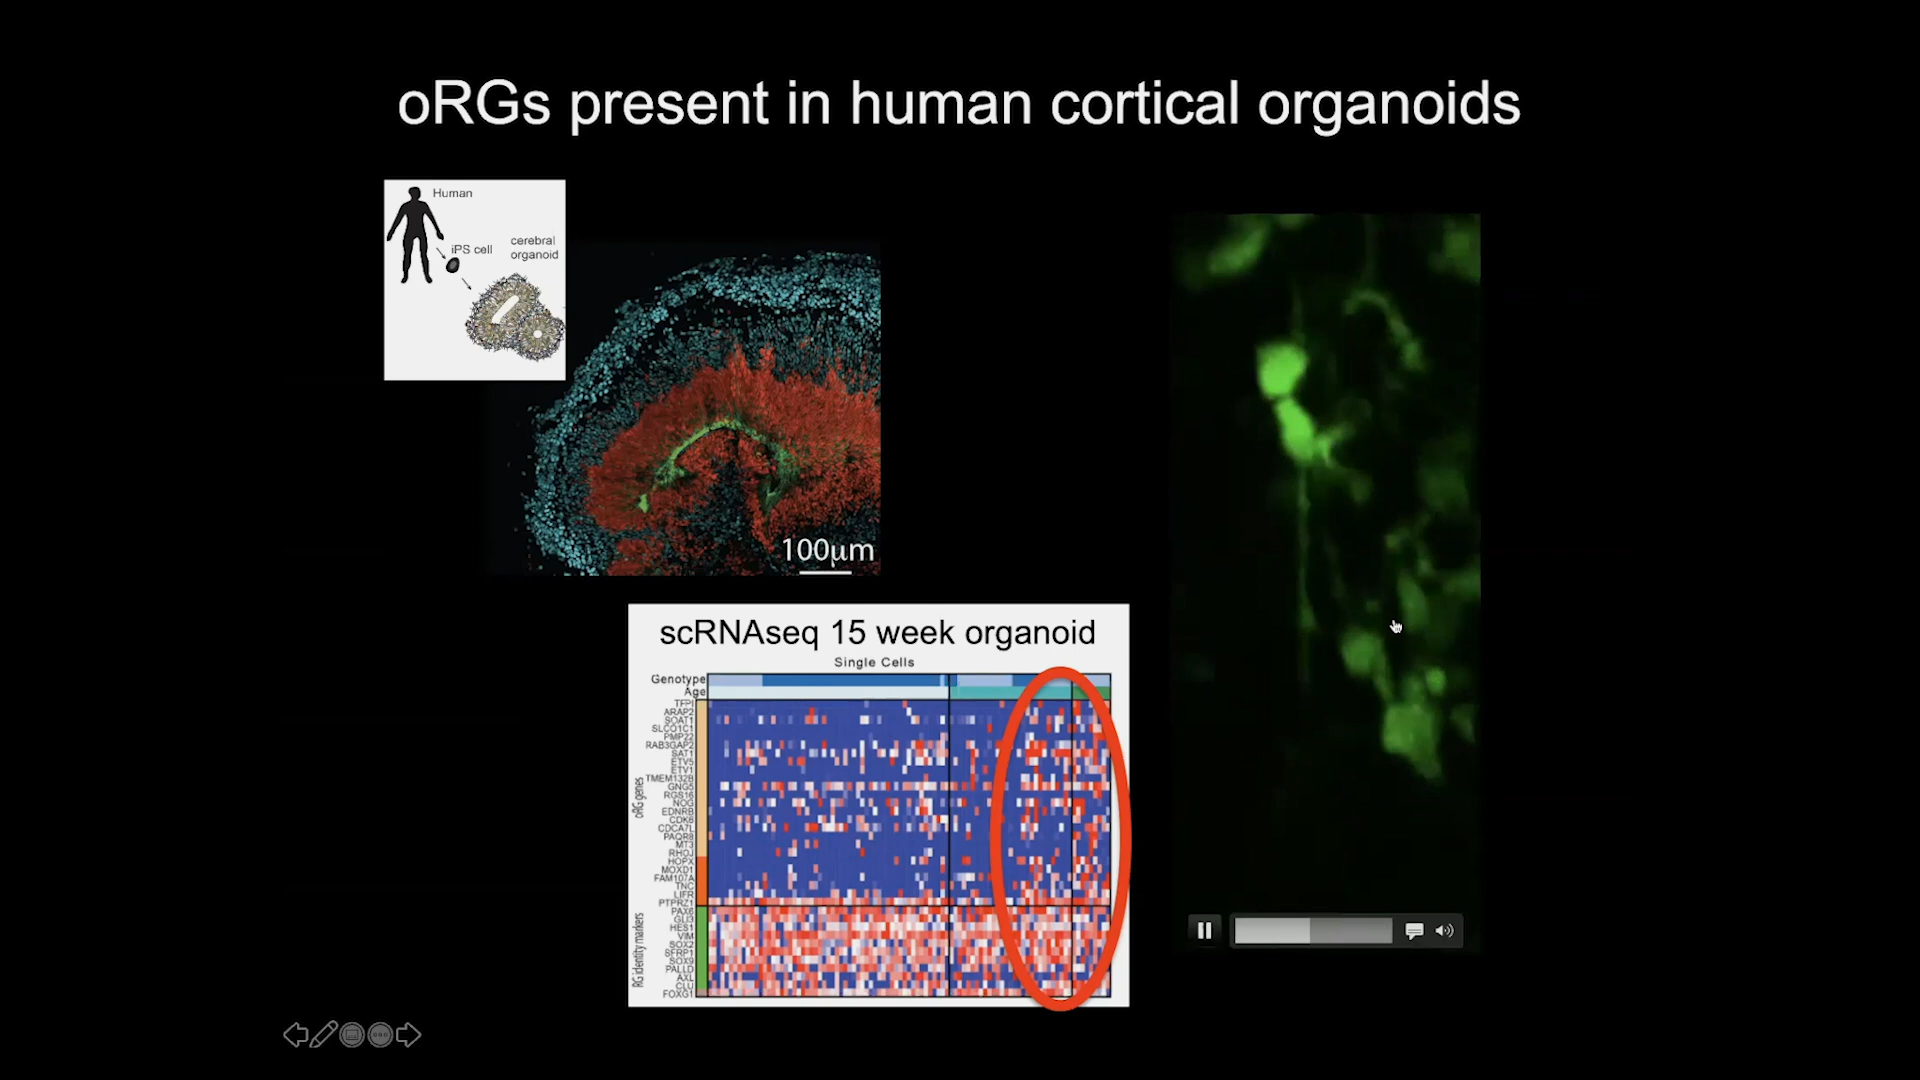 oRGs present in human cortical organoids
Human
iPS cell
cerebral
organoid
100µm
scRNAseq 15 week organoid
Single Cells
Genotype
Age
oRG genes
TFPI
ARAP2
SOAT1
SLCO1C1
PMP22
RAB3GAP2
SAT1
ETV5
ETV1
TMEM132B
GNG5
RGS16
NOG
EDNRB
CDK6
CDCA7L
PAQR8
MT3
RHOJ
HOPX
MOXD1
FAM107A
TNC
LIFR
PTPRZ1
RG identity markers
PAX6
GLI3
HES1
VIM
SOX2
SFRP1
SOX9
PALLD
AXL
CLU
FOXG1